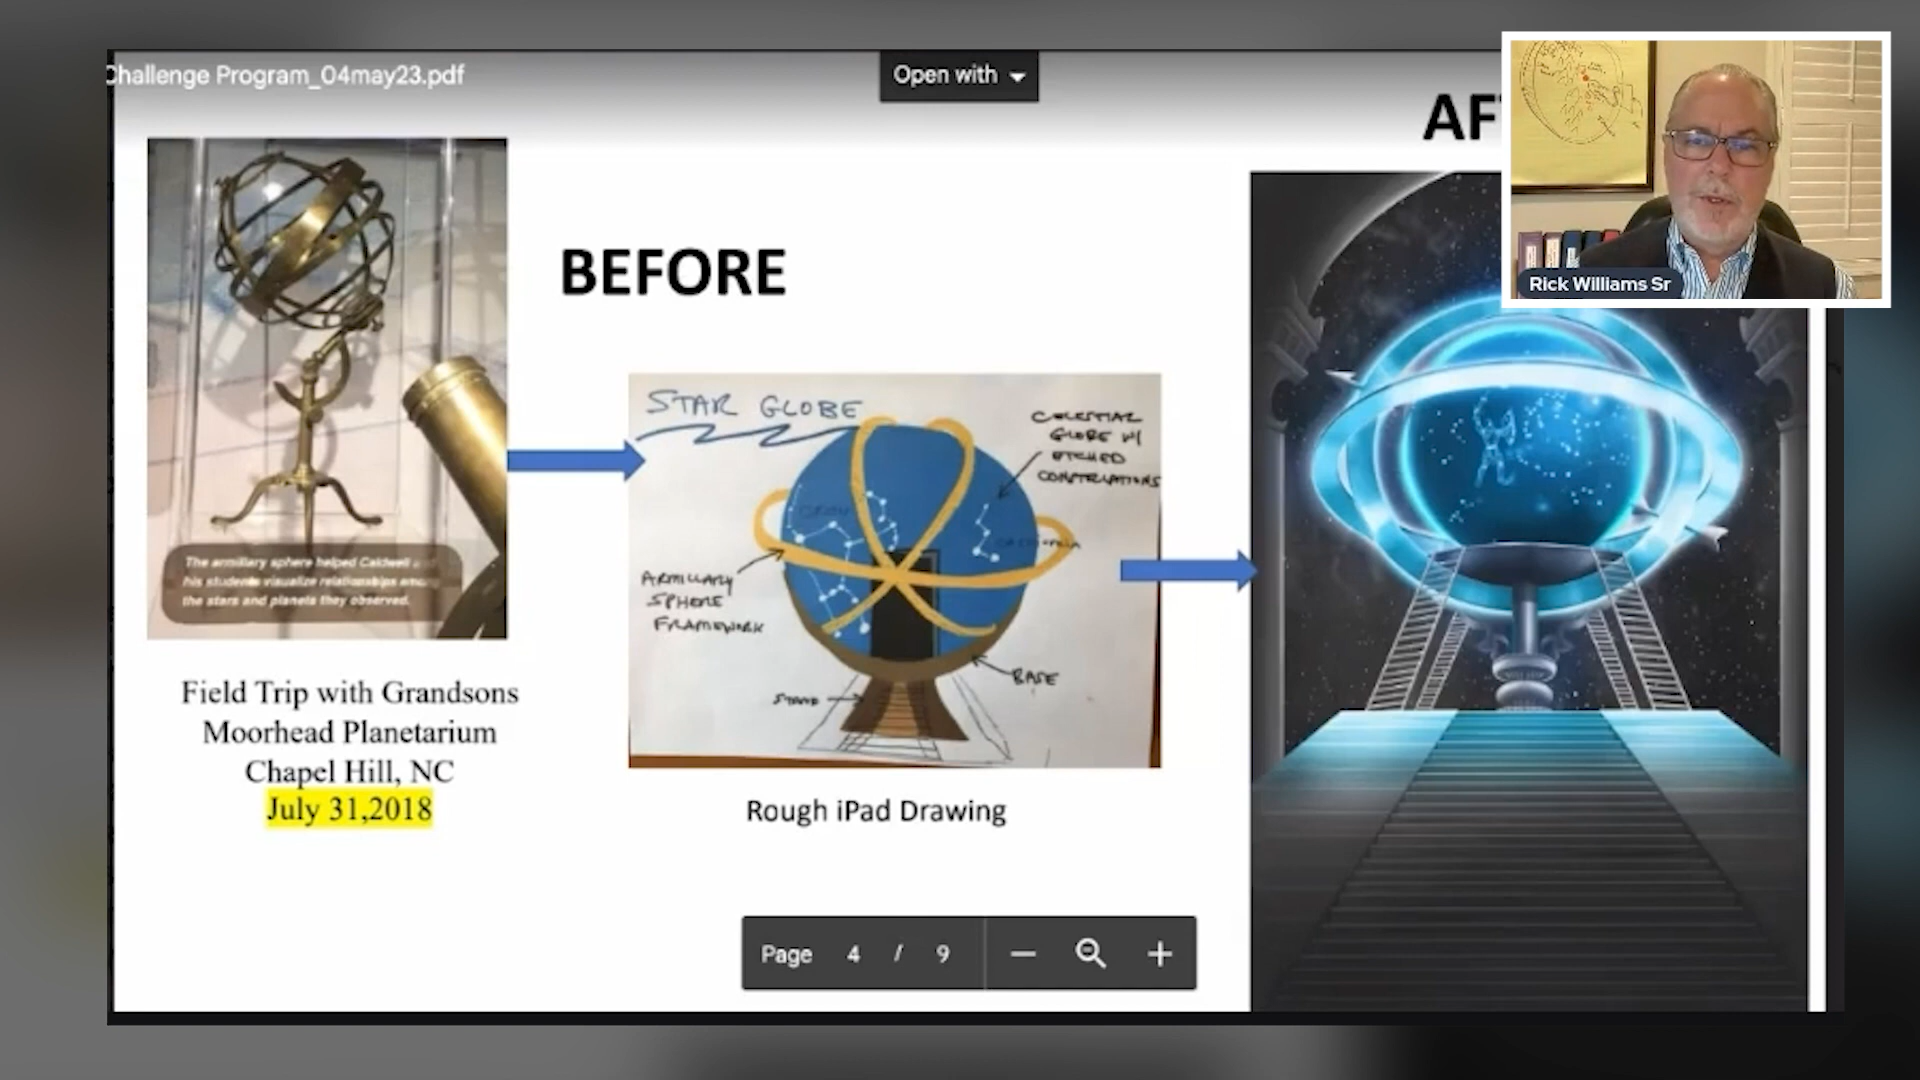 Challenge Program_04may23.pdf
Open with
AF
Rick Williams Sr
BEFORE
The armillary sphere helped Caldwell &
his students visualize relationships among
the stars and planets they observed.
Field Trip with Grandsons
Moorhead Planetarium
Chapel Hill, NC
July 31,2018
STAR GLOBE
CELESTIAL
GLOBE W/
ETCHED
CONSTELLATIONS
ARMILLARY
SPHERE
FRAMEWORK
STAND
BASE
Rough iPad Drawing
Page 4 / 9